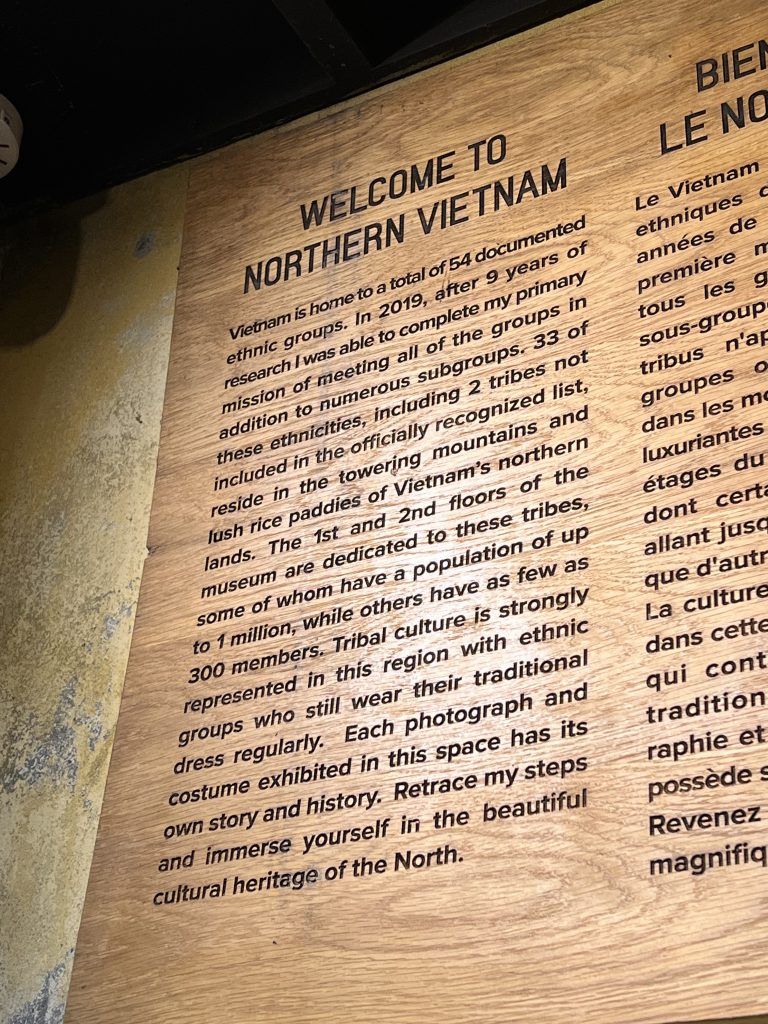 WELCOME TO
NORTHERN VIETNAM
Vietnam is home to a total of 54 documented
ethnic groups. In 2019, after 9 years of
research I was able to complete my primary
mission of meeting all of the groups in
addition to numerous subgroups. 33 of
these ethnicities, including 2 tribes not
included in the officially recognized list,
reside in the towering mountains and
lush rice paddies of Vietnam's northern
lands. The 1st and 2nd floors of the
museum are dedicated to these tribes,
some of whom have a population of up
to 1 million, while others have as few as
300 members. Tribal culture is strongly
represented in this region with ethnic
groups who still wear their traditional
dress regularly. Each photograph and
costume exhibited in this space has its
own story and history. Retrace my steps
and immerse yourself in the beautiful
cultural heritage of the North.
LE
Le Vietnam
ethniques
années de
première
tous les
sous-group
tribus n'ap
groupes
dans les
luxuriantes
étages du
dont certa
allant jusq
que d'autr
La culture
dans cette
qui cont
tradition
raphie et
possède
Revenez
magnifiq